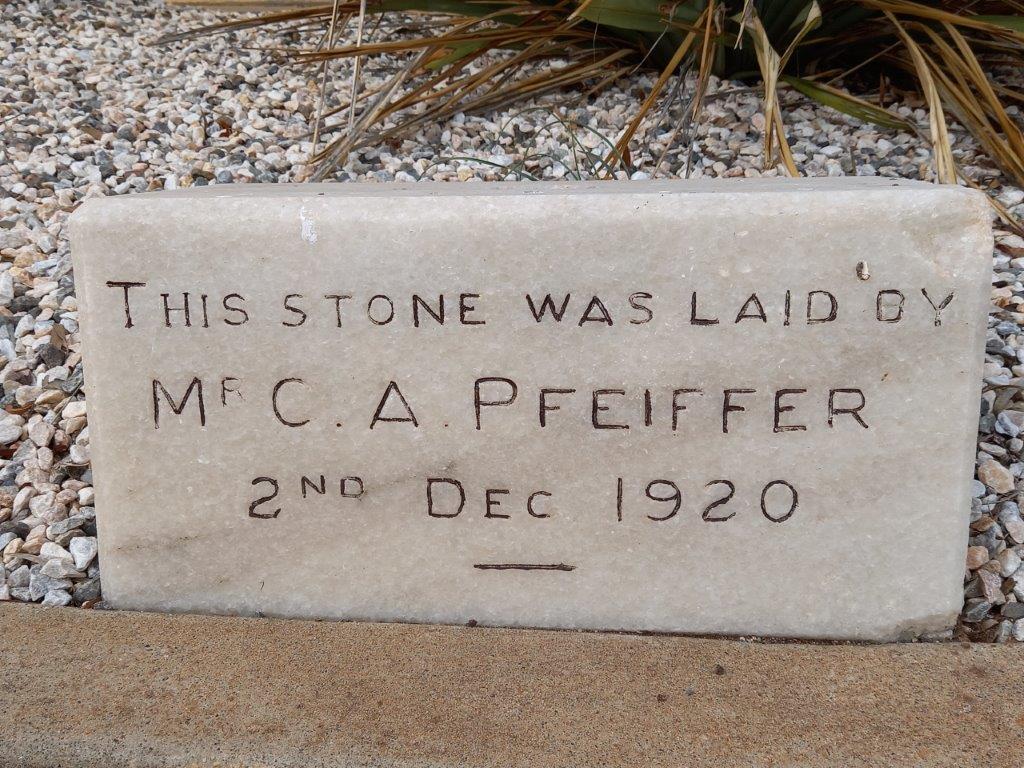 THIS STONE WAS LAID BY
MR C. A. PFEIFFER
2ND DEC 1920